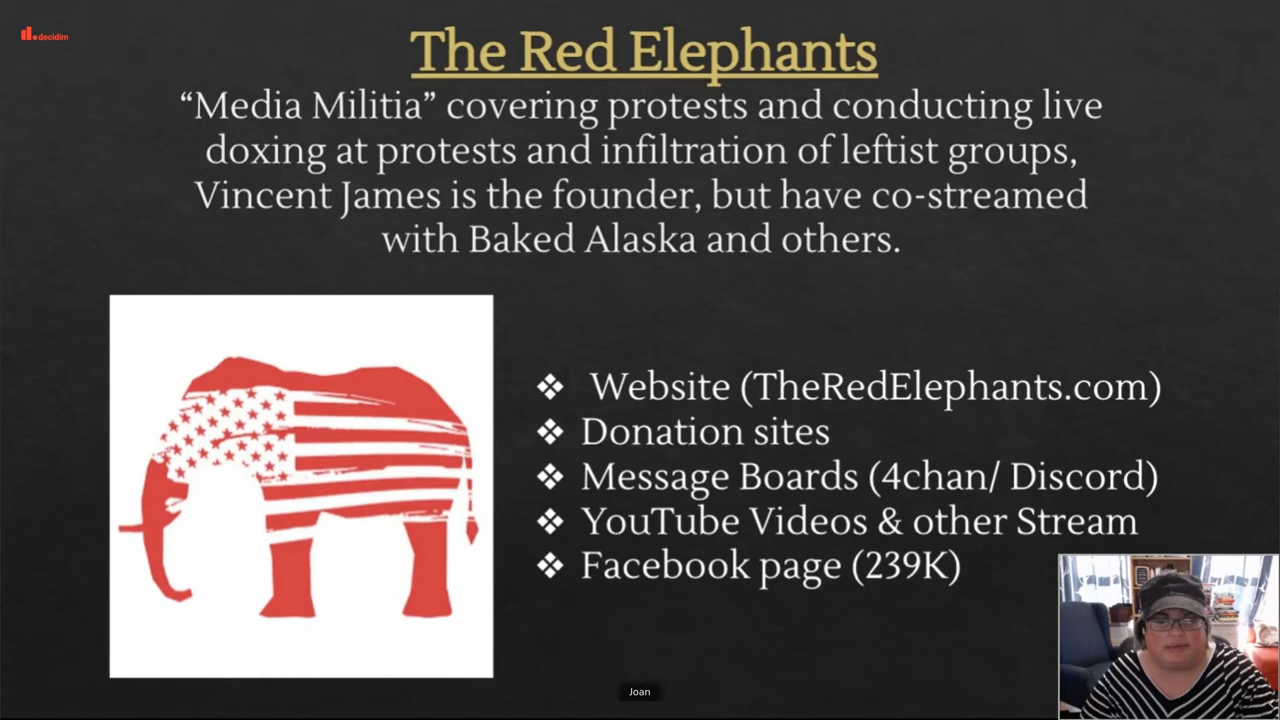 decidim
The Red Elephants
“Media Militia” covering protests and conducting live
doxing at protests and infiltration of leftist groups,
Vincent James is the founder, but have co-streamed
with Baked Alaska and others.
❖ Website (TheRedElephants.com)
❖ Donation sites
❖ Message Boards (4chan/ Discord)
❖ YouTube Videos & other Stream
❖ Facebook page (239K)
Joan